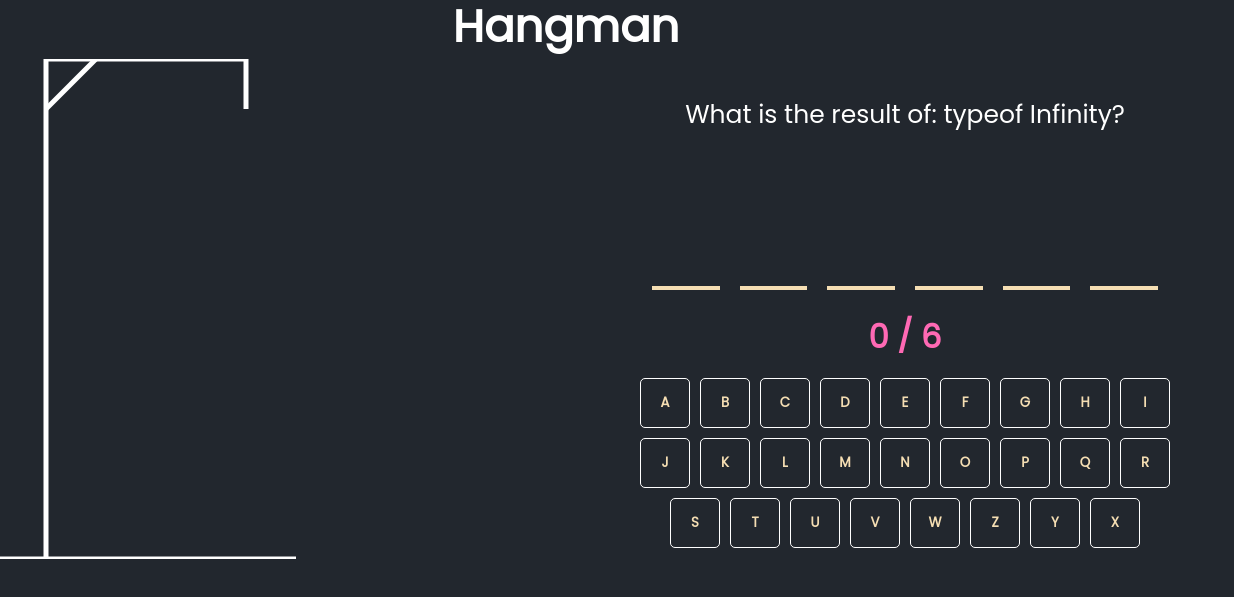 Hangman
What is the result of: typeof Infinity?
0 / 6
A B C D E F G H I
J K L M N O P Q R
S T U V W Z Y X